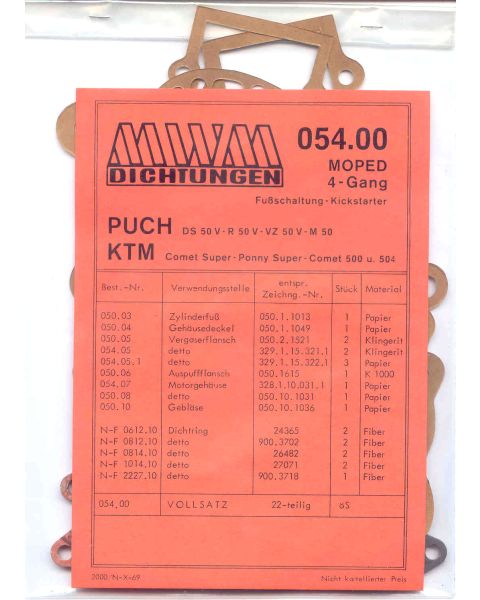 MWM 054.00
DICHTUNGEN MOPED
4-Gang
Fußschaltung - Kickstarter
PUCH DS 50 V - R 50 V - VZ 50 V - M 50
KTM Comet Super - Ponny Super - Comet 500 u. 504
Best.-Nr. Verwendungsstelle entspr. Zeichng.-Nr. Stück Material
050.03 Zylinderfuß 050.1.1013 1 Papier
050.04 Gehäusedeckel 050.1.1049 1 Papier
050.05 Vergaserflansch 050.2.1521 2 Klingerit
054.05 detto 329.1.15.321.1 2 Klingerit
054.05.1 detto 329.1.15.322.1 3 Papier
050.06 Auspuffflansch 050.1615 1 K 1000
054.07 Motorgehäuse 328.1.10.031.1 1 Papier
050.08 detto 050.10.1031 1 Papier
050.10 Gebläse 050.10.1036 1 Papier
N-F 0612.10 Dichtring 24365 2 Fiber
N-F 0812.10 detto 900.3702 2 Fiber
N-F 0814.10 detto 26482 2 Fiber
N-F 1014.10 detto 27071 2 Fiber
N-F 2227.10 detto 900.3718 1 Fiber
054.00 VOLLSATZ 22-teilig öS
2000/N-X-69 Nicht kartellierter Preis